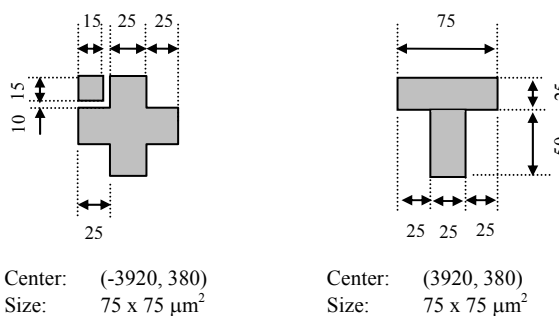 15 25 25
75
15
10
25
50
25
25 25 25
Center: (-3920, 380)
Size: 75 x 75 μm²
Center: (3920, 380)
Size: 75 x 75 μm²